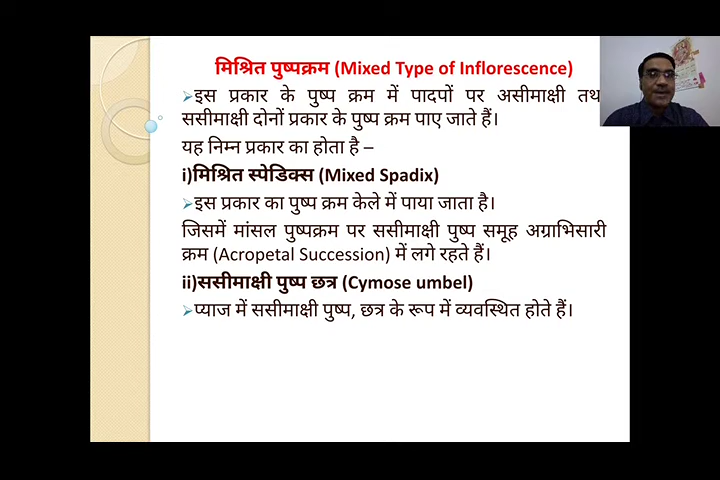 मिश्रित पुष्पक्रम (Mixed Type of Inflorescence)
➢इस प्रकार के पुष्प क्रम में पादपों पर असीमाक्षी
ससीमाक्षी दोनों प्रकार के पुष्प क्रम पाए जाते हैं।
यह निम्न प्रकार का होता है –
i)मिश्रित स्पेडिक्स (Mixed Spadix)
➢इस प्रकार का पुष्प क्रम केले में पाया जाता है।
जिसमें मांसल पुष्पक्रम पर ससीमाक्षी पुष्प समूह अग्राभिसारी
क्रम (Acropetal Succession) में लगे रहते हैं।
ii)ससीमाक्षी पुष्प छत्र (Cymose umbel)
➢प्याज में ससीमाक्षी पुष्प, छत्र के रूप में व्यवस्थित होते हैं।